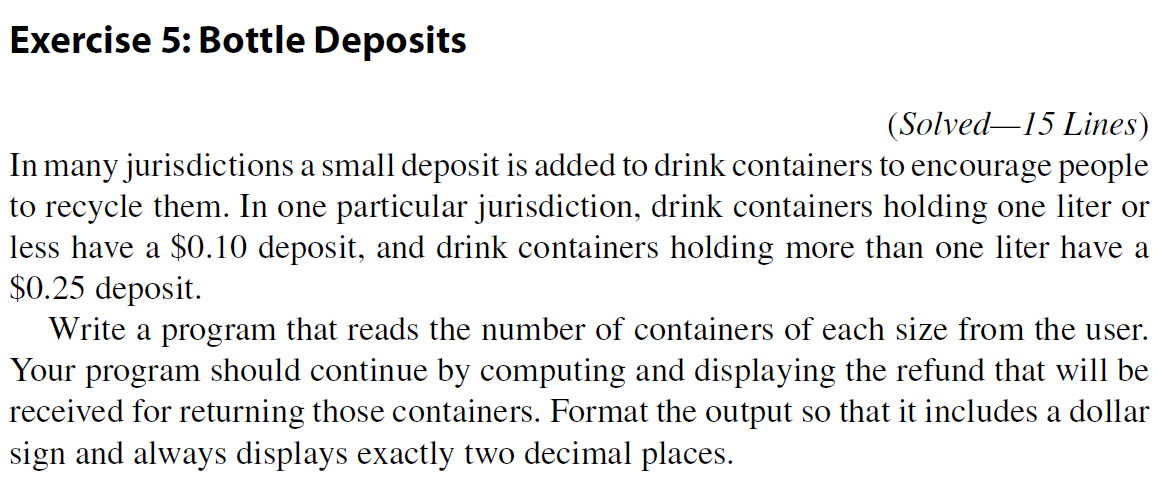 Exercise 5: Bottle Deposits
(Solved—15 Lines)
In many jurisdictions a small deposit is added to drink containers to encourage people
to recycle them. In one particular jurisdiction, drink containers holding one liter or
less have a $0.10 deposit, and drink containers holding more than one liter have a
$0.25 deposit.
Write a program that reads the number of containers of each size from the user.
Your program should continue by computing and displaying the refund that will be
received for returning those containers. Format the output so that it includes a dollar
sign and always displays exactly two decimal places.